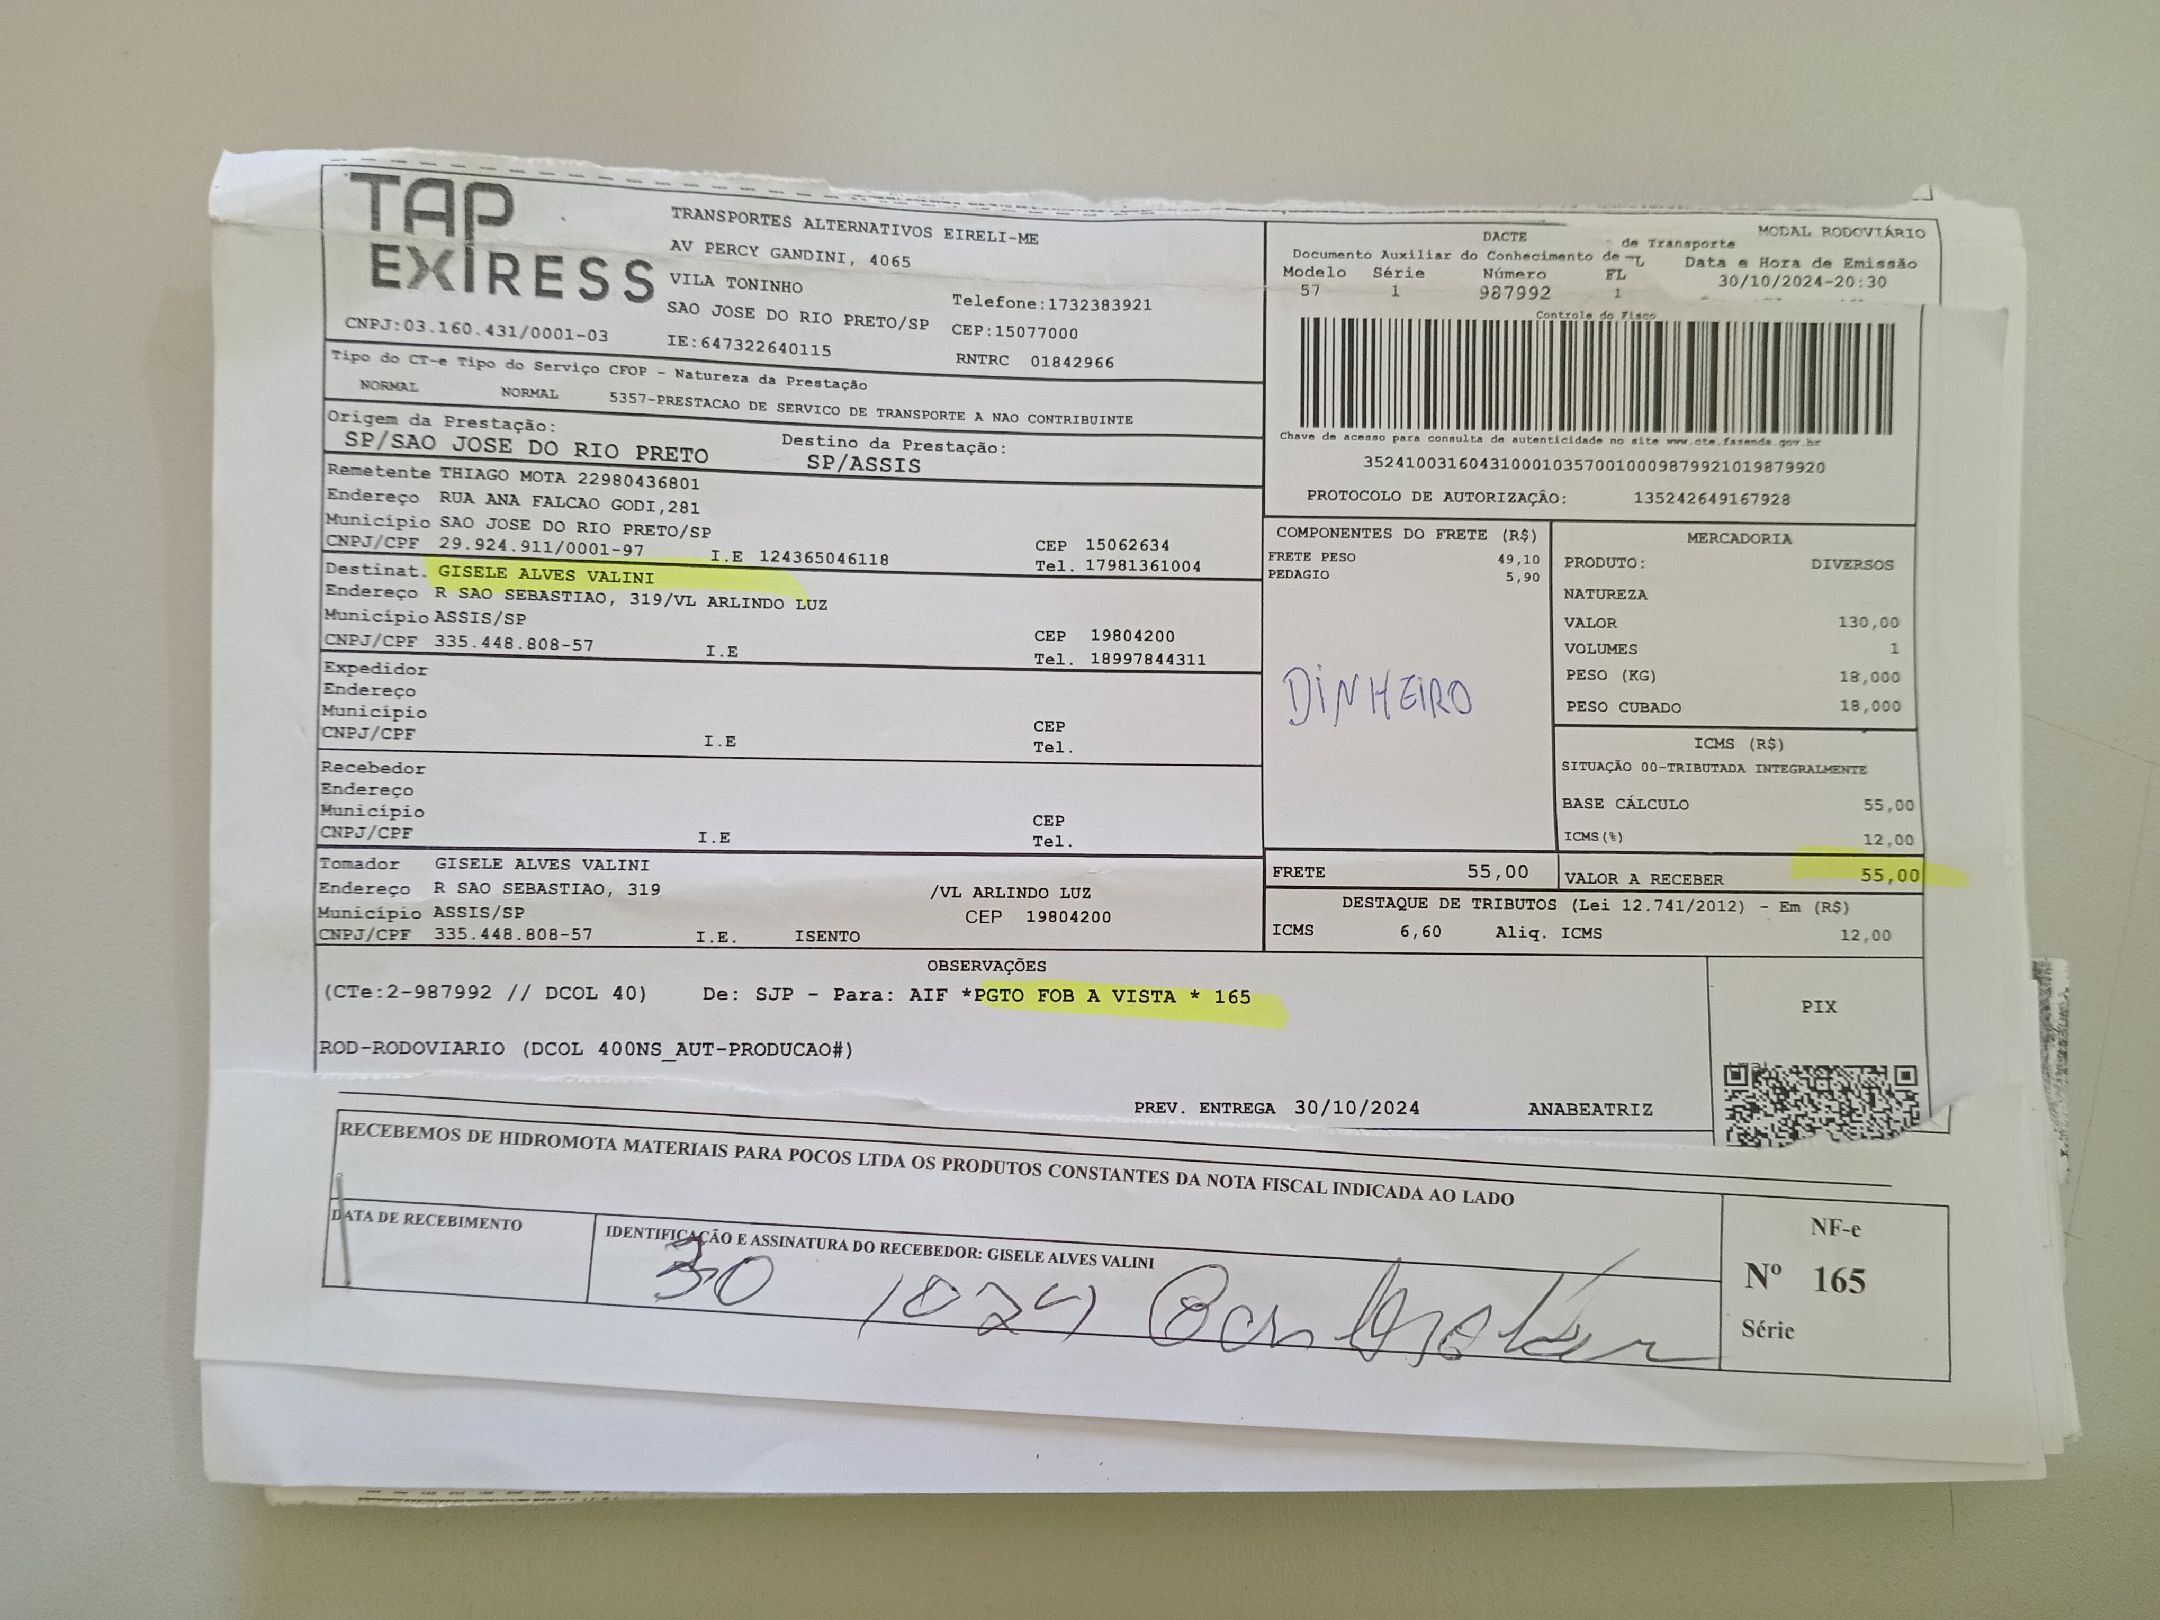 TAP
EXIRESS
CNPJ:03.160.431/0001-03
TRANSPORTES ALTERNATIVOS EIRELI-ME
AV PERCY GANDINI, 4065
VILA TONINHO
SAO JOSE DO RIO PRETO/SP
IE:647322640115
Telefone:1732383921
CEP:15077000
RNTRC 01842966
DACTE
MODAL RODOVIÁRIO
Documento Auxiliar do Conhecimento de de Transporte
Modelo Série Número FL Data e Hora de Emissão
57 1 987992 1 30/10/2024-20:30
Controle do Fisco
Chave de acesso para consulta de autenticidade no site www.cte.fazenda.gov.br
35241003160431000103570010009879921019879920
PROTOCOLO DE AUTORIZAÇÃO: 135242649167928
Tipo do CT-e Tipo do Serviço CFOP - Natureza da Prestação
NORMAL NORMAL 5357-PRESTACAO DE SERVICO DE TRANSPORTE A NAO CONTRIBUINTE
Origem da Prestação: Destino da Prestação:
SP/SAO JOSE DO RIO PRETO SP/ASSIS
Remetente THIAGO MOTA 22980436801
Endereço RUA ANA FALCAO GODI,281
Município SAO JOSE DO RIO PRETO/SP CEP 15062634
CNPJ/CPF 29.924.911/0001-97 I.E 124365046118 Tel. 17981361004
Destinat. GISELE ALVES VALINI
Endereço R SAO SEBASTIAO, 319/VL ARLINDO LUZ
Município ASSIS/SP CEP 19804200
CNPJ/CPF 335.448.808-57 I.E Tel. 18997844311
Expedidor
Endereço
Município CEP
CNPJ/CPF I.E Tel.
Recebedor
Endereço
Município CEP
CNPJ/CPF I.E Tel.
Tomador GISELE ALVES VALINI
Endereço R SAO SEBASTIAO, 319 /VL ARLINDO LUZ
Município ASSIS/SP CEP 19804200
CNPJ/CPF 335.448.808-57 I.E. ISENTO
COMPONENTES DO FRETE (R$)
FRETE PESO 49,10
PEDAGIO 5,90
DINHEIRO
MERCADORIA
PRODUTO: DIVERSOS
NATUREZA
VALOR 130,00
VOLUMES 1
PESO (KG) 18,000
PESO CUBADO 18,000
ICMS (R$)
SITUAÇÃO 00-TRIBUTADA INTEGRALMENTE
BASE CÁLCULO 55,00
ICMS(%) 12,00
FRETE 55,00 VALOR A RECEBER 55,00
DESTAQUE DE TRIBUTOS (Lei 12.741/2012) - Em (R$)
ICMS 6,60 Aliq. ICMS 12,00
OBSERVAÇÕES
(CTe:2-987992 // DCOL 40) De: SJP - Para: AIF *PGTO FOB A VISTA * 165
ROD-RODOVIARIO (DCOL 400NS_AUT-PRODUCAO#)
PREV. ENTREGA 30/10/2024 ANABEATRIZ
PIX
RECEBEMOS DE HIDROMOTA MATERIAIS PARA POCOS LTDA OS PRODUTOS CONSTANTES DA NOTA FISCAL INDICADA AO LADO
DATA DE RECEBIMENTO
IDENTIFICAÇÃO E ASSINATURA DO RECEBEDOR: GISELE ALVES VALINI
30 1024
NF-e
Nº 165
Série